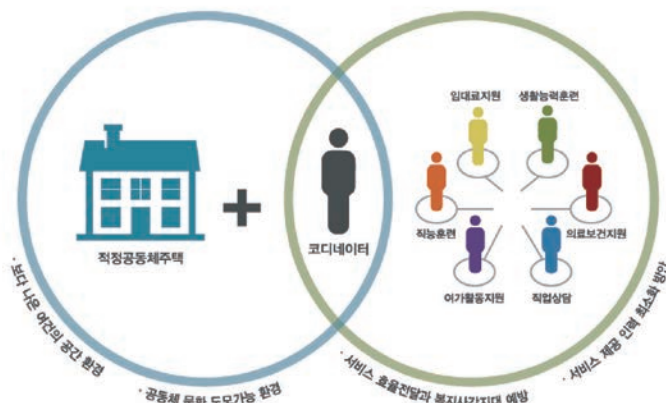 임대료지원
생활능력훈련
직능훈련
의료보건지원
여가활동지원
직업상담
+
적정공동체주택
코디네이터
· 보다 나은 여건의 공간 환경
· 공동체 문화 도모가능 환경
· 서비스 효율전달과 복지사각지대 예방
· 서비스 제공 인력 최소화 방안